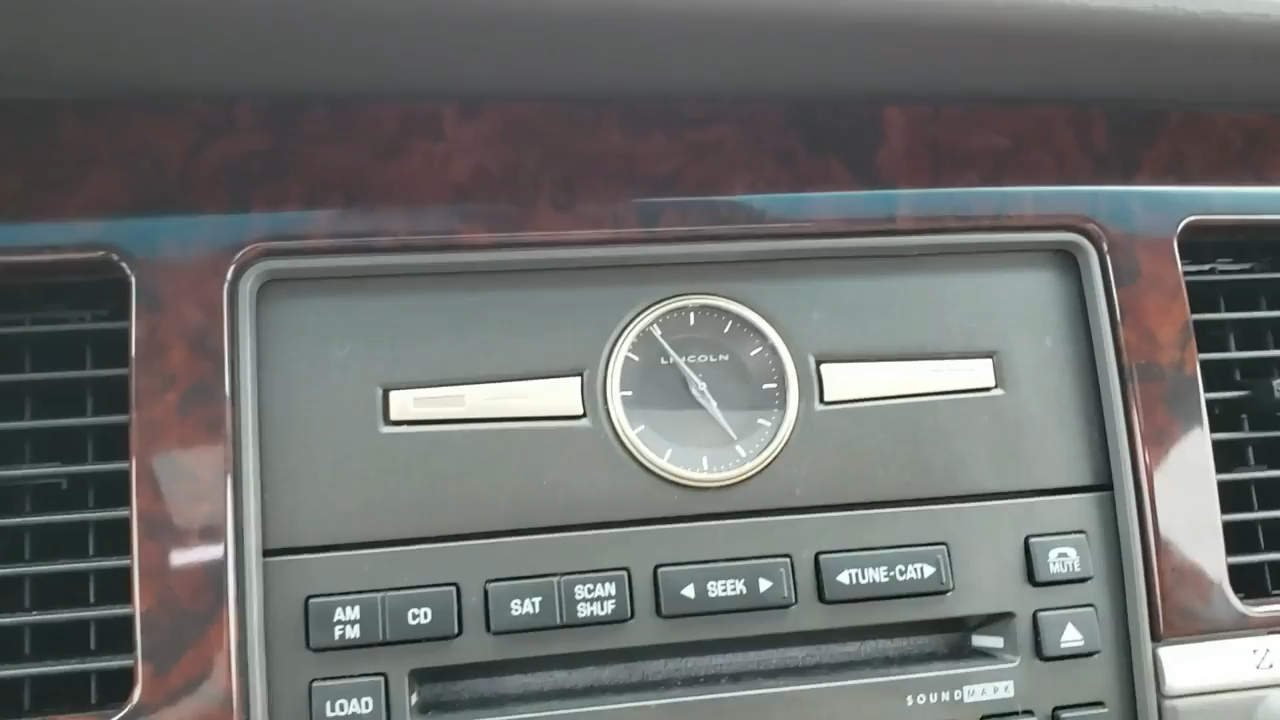 LINCOLN
AM
FM
CD
SAT
SCAN
SHUF
SEEK
TUNE-CAT
MUTE
LOAD
SOUNDMARK